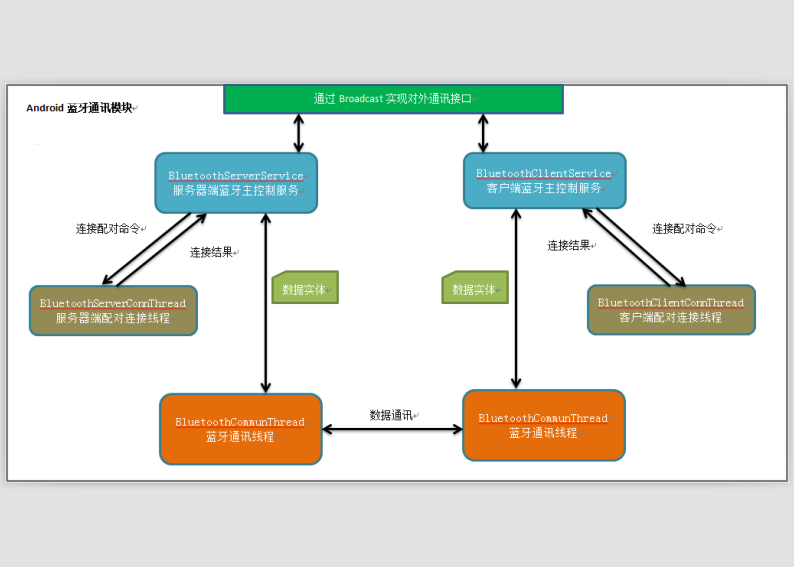 Android 蓝牙通讯模块
通过 Broadcast 实现对外通讯接口
BluetoothServerService
服务器端蓝牙主控制服务
BluetoothClientService
客户端蓝牙主控制服务
连接配对命令
连接结果
连接结果
连接配对命令
数据实体
数据实体
BluetoothServerConnThread
服务器端配对连接线程
BluetoothClientConnThread
客户端配对连接线程
BluetoothCommunThread
蓝牙通讯线程
数据通讯
BluetoothCommunThread
蓝牙通讯线程